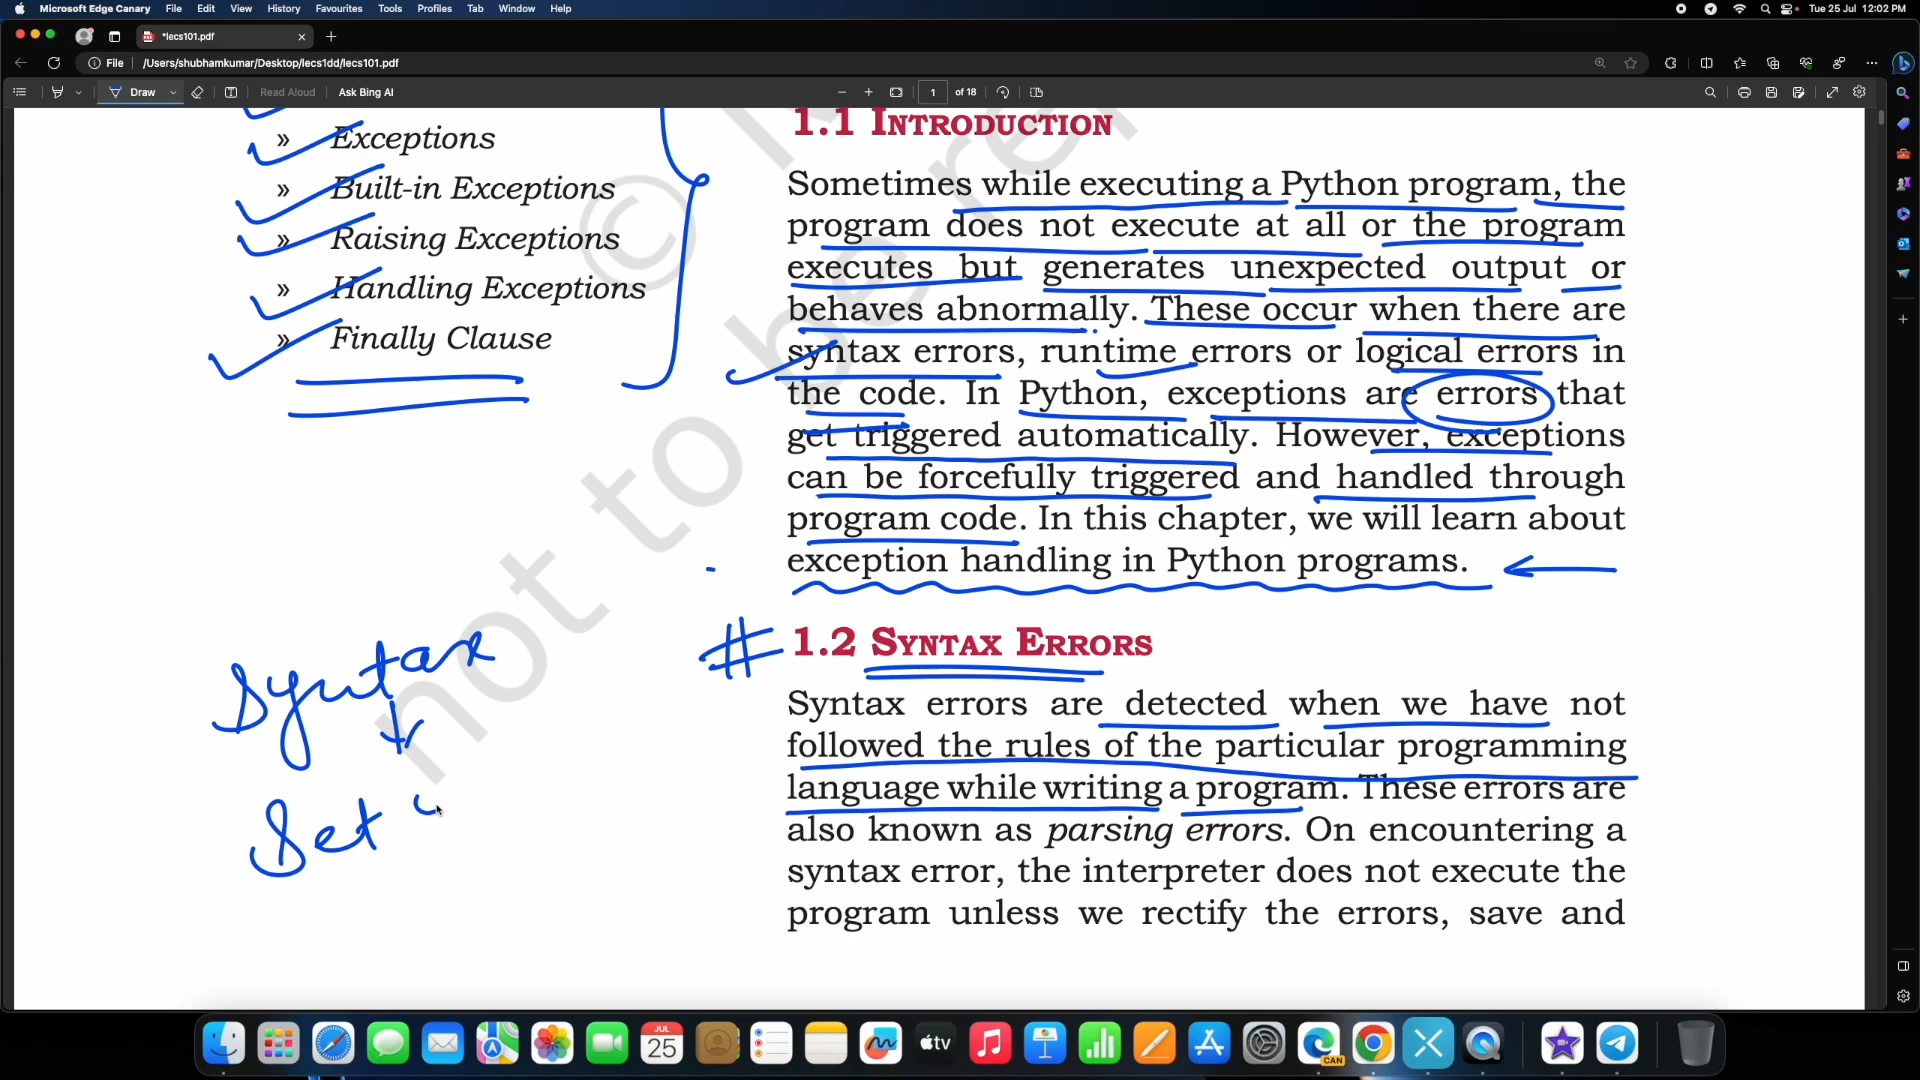 Microsoft Edge Canary File Edit View History Favourites Tools Profiles Tab Window Help Tue 25 Jul 12:02 PM
*lecs101.pdf
File /Users/shubhamkumar/Desktop/lecs1dd/lecs101.pdf
Draw Read Aloud Ask Bing AI 1 of 18
» Exceptions
» Built-in Exceptions
» Raising Exceptions
» Handling Exceptions
» Finally Clause
1.1 INTRODUCTION
Sometimes while executing a Python program, the
program does not execute at all or the program
executes but generates unexpected output or
behaves abnormally. These occur when there are
syntax errors, runtime errors or logical errors in
the code. In Python, exceptions are errors that
get triggered automatically. However, exceptions
can be forcefully triggered and handled through
program code. In this chapter, we will learn about
exception handling in Python programs.
# 1.2 SYNTAX ERRORS
Syntax errors are detected when we have not
followed the rules of the particular programming
language while writing a program. These errors are
also known as parsing errors. On encountering a
syntax error, the interpreter does not execute the
program unless we rectify the errors, save and
Syntax
Set
©
not to be re
JUL
25
tv
CAN